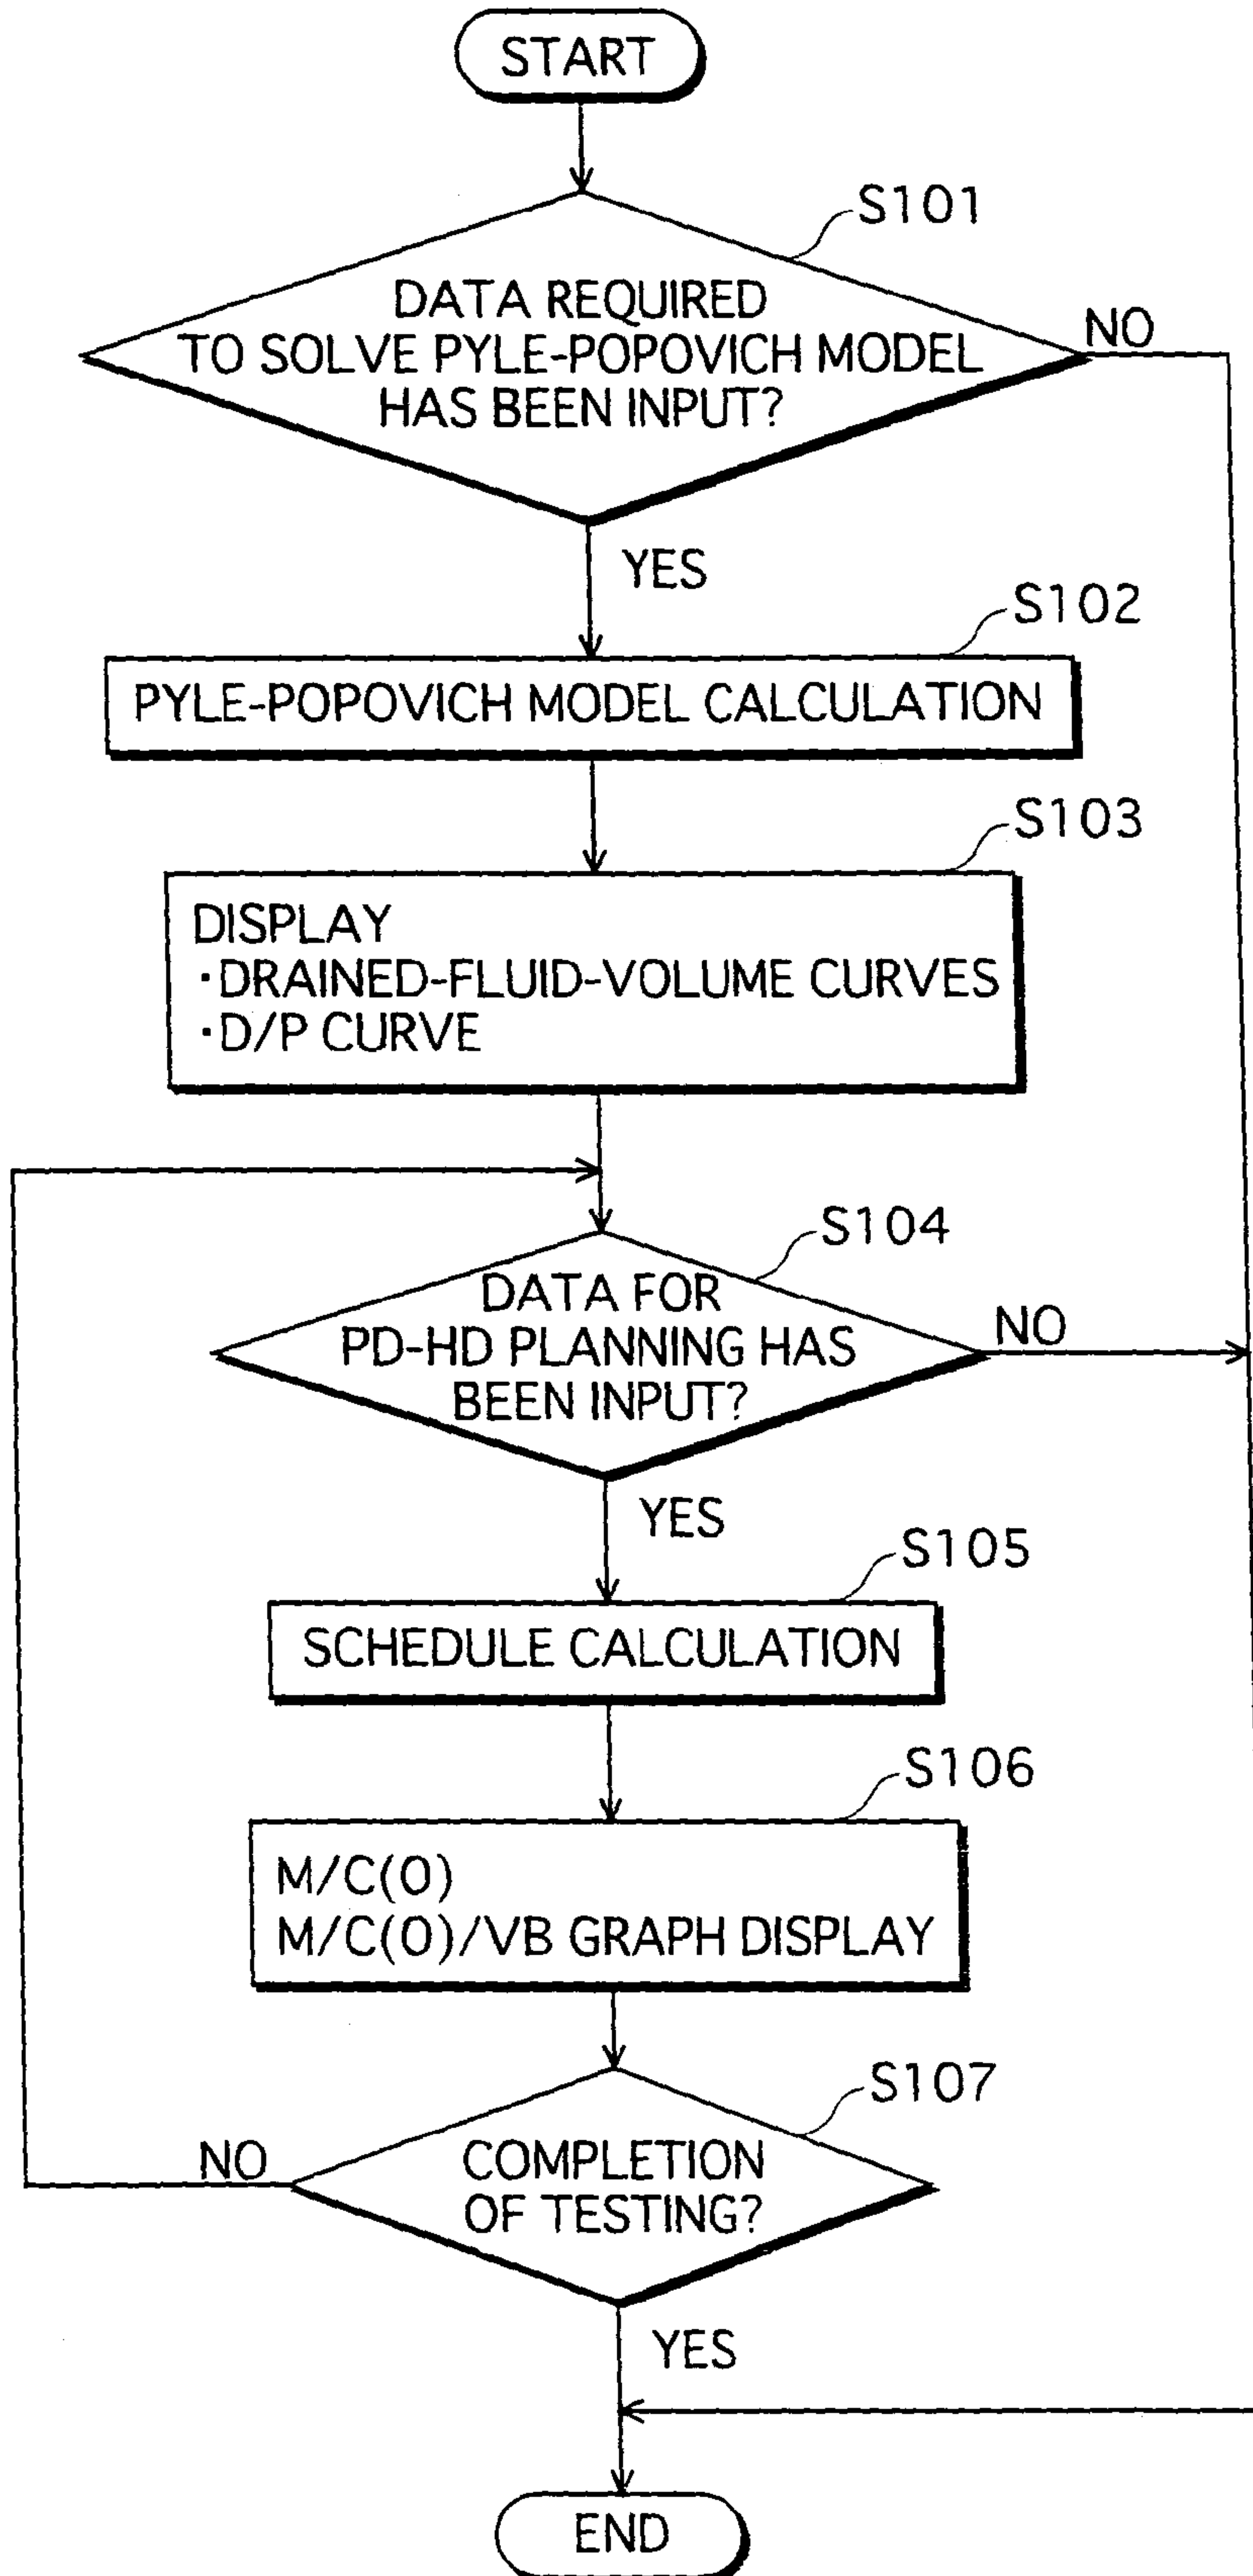 START
S101
DATA REQUIRED
TO SOLVE PYLE-POPOVICH MODEL
HAS BEEN INPUT?
NO
YES
S102
PYLE-POPOVICH MODEL CALCULATION
S103
DISPLAY
·DRAINED-FLUID-VOLUME CURVES
·D/P CURVE
S104
DATA FOR
PD-HD PLANNING HAS
BEEN INPUT?
NO
YES
S105
SCHEDULE CALCULATION
S106
M/C(0)
M/C(0)/VB GRAPH DISPLAY
S107
COMPLETION
OF TESTING?
NO
YES
END